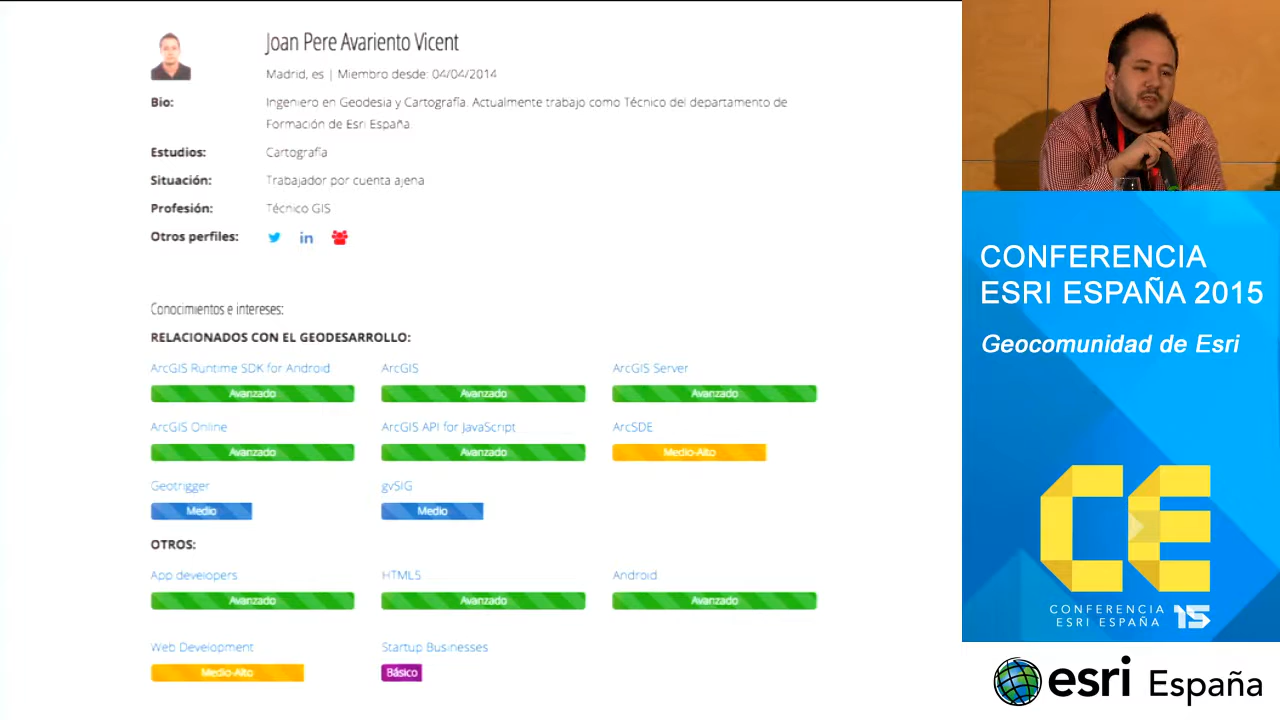 Joan Pere Avariento Vicent
Madrid, es | Miembro desde: 04/04/2014
Bio: Ingeniero en Geodesia y Cartografía. Actualmente trabajo como Técnico del departamento de
Formación de Esri España.
Estudios: Cartografía
Situación: Trabajador por cuenta ajena
Profesión: Técnico GIS
Otros perfiles:
Conocimientos e intereses:
RELACIONADOS CON EL GEODESARROLLO:
ArcGIS Runtime SDK for Android ArcGIS ArcGIS Server
Avanzado Avanzado Avanzado
ArcGIS Online ArcGIS API for JavaScript ArcSDE
Avanzado Avanzado Medio-Alto
Geotrigger gvSIG
Medio Medio
OTROS:
App developers HTML5 Android
Avanzado Avanzado Avanzado
Web Development Startup Businesses
Medio-Alto Básico
CONFERENCIA
ESRI ESPAÑA 2015
Geocomunidad de Esri
CE
CONFERENCIA
ESRI ESPAÑA 15
esri España